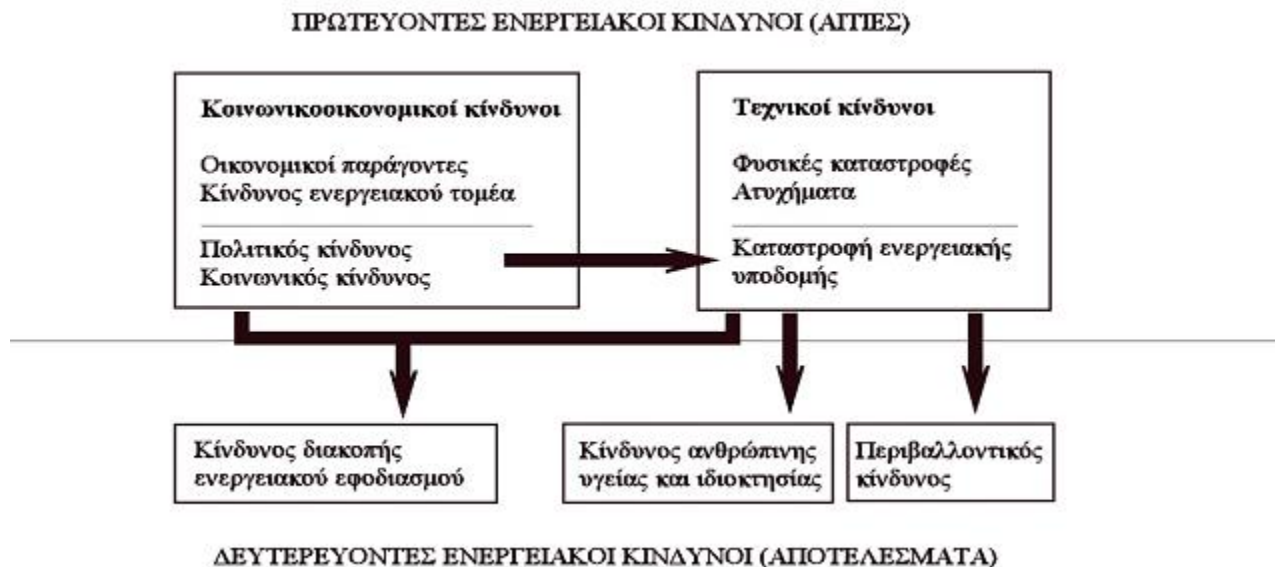 ΠΡΩΤΕΥΟΝΤΕΣ ΕΝΕΡΓΕΙΑΚΟΙ ΚΙΝΔΥΝΟΙ (ΑΙΤΙΕΣ)
Κοινωνικοοικονομικοί κίνδυνοι
Οικονομικοί παράγοντες
Κίνδυνος ενεργειακού τομέα
Πολιτικός κίνδυνος
Κοινωνικός κίνδυνος
Τεχνικοί κίνδυνοι
Φυσικές καταστροφές
Ατυχήματα
Καταστροφή ενεργειακής
υποδομής
Κίνδυνος διακοπής
ενεργειακού εφοδιασμού
Κίνδυνος ανθρώπινης
υγείας και ιδιοκτησίας
Περιβαλλοντικός
κίνδυνος
ΔΕΥΤΕΡΕΥΟΝΤΕΣ ΕΝΕΡΓΕΙΑΚΟΙ ΚΙΝΔΥΝΟΙ (ΑΠΟΤΕΛΕΣΜΑΤΑ)